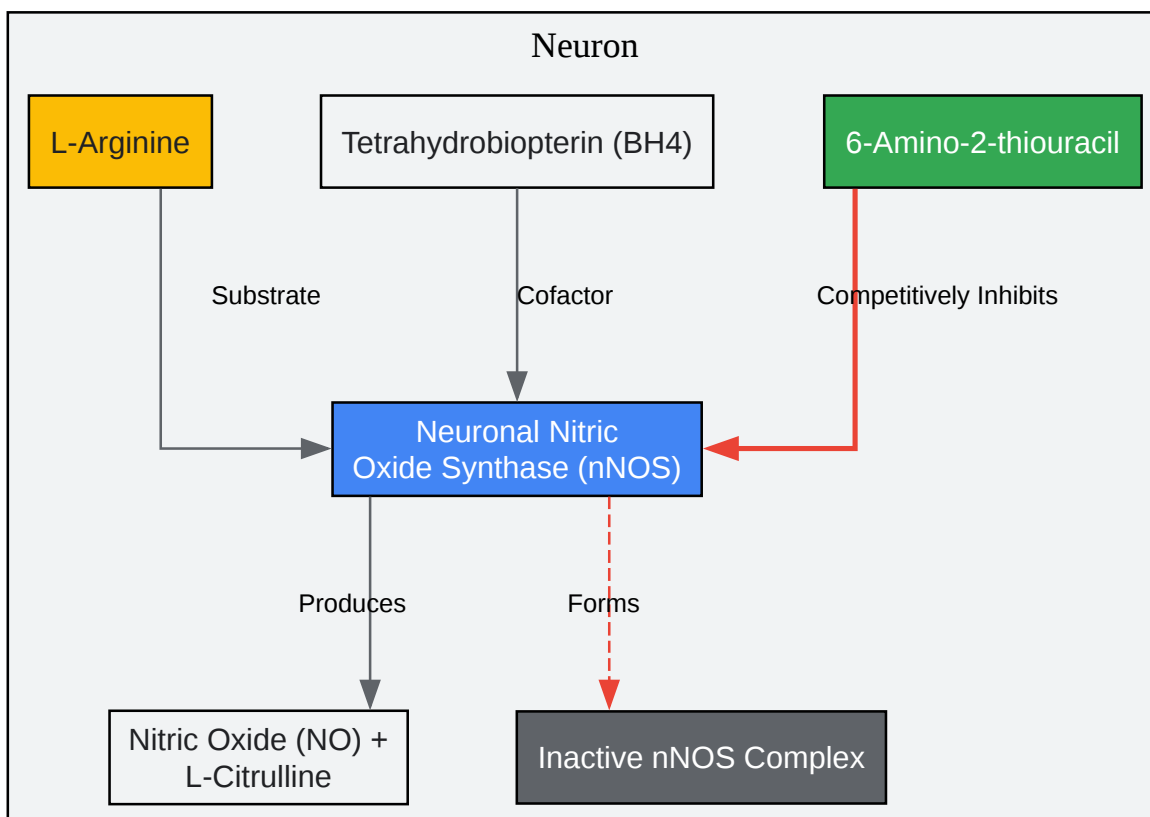 Neuron
L-Arginine
Tetrahydrobiopterin (BH4)
6-Amino-2-thiouracil
Substrate
Cofactor
Competitively Inhibits
Neuronal Nitric
Oxide Synthase (nNOS)
Produces
Forms
Nitric Oxide (NO) +
L-Citrulline
Inactive nNOS Complex